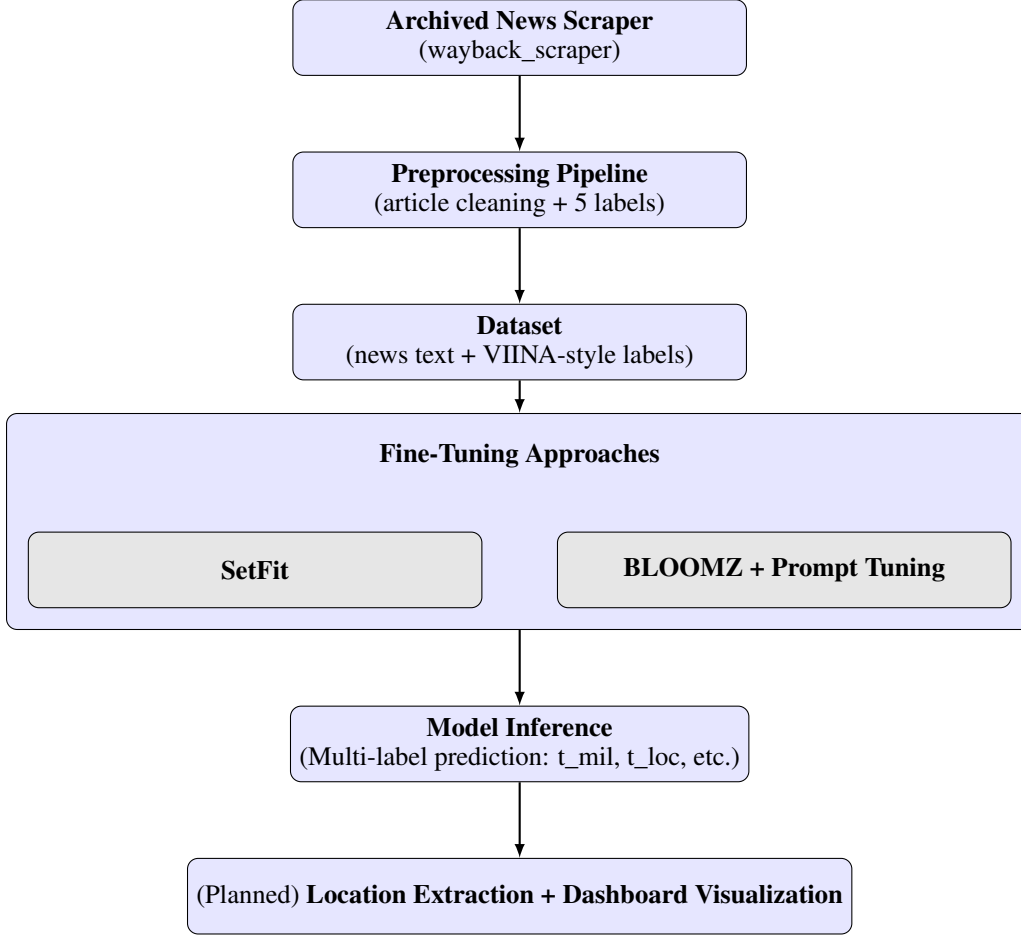 Archived News Scraper
(wayback_scraper)
Preprocessing Pipeline
(article cleaning + 5 labels)
Dataset
(news text + VIINA-style labels)
Fine-Tuning Approaches
SetFit
BLOOMZ + Prompt Tuning
Model Inference
(Multi-label prediction: t_mil, t_loc, etc.)
(Planned) Location Extraction + Dashboard Visualization